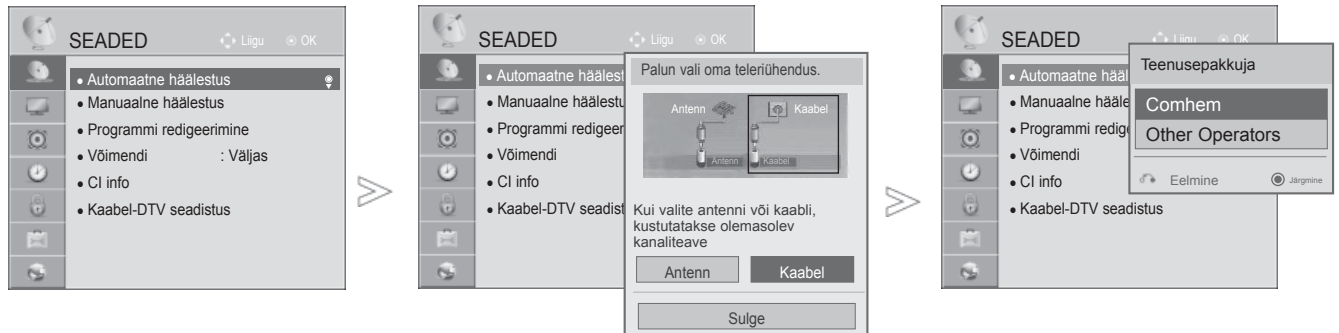 SEADED
Liigu OK
• Automaatne häälestus
• Manuaalne häälestus
• Programmi redigeerimine
• Võimendi : Väljas
• CI info
• Kaabel-DTV seadistus
SEADED
Liigu OK
• Automaatne häälest
• Manuaalne häälestu
• Programmi redigeer
• Võimendi
• CI info
• Kaabel-DTV seadist
Palun vali oma teleriühendus.
Antenn Kaabel
Antenn Kaabel
Kui valite antenni või kaabli,
kustutatakse olemasolev
kanaliteave
Antenn Kaabel
Sulge
SEADED
Liigu OK
• Automaatne hääl
• Manuaalne hääle
• Programmi redige
• Võimendi
• CI info
• Kaabel-DTV seadistus
Teenusepakkuja
Comhem
Other Operators
Eelmine Järgmine